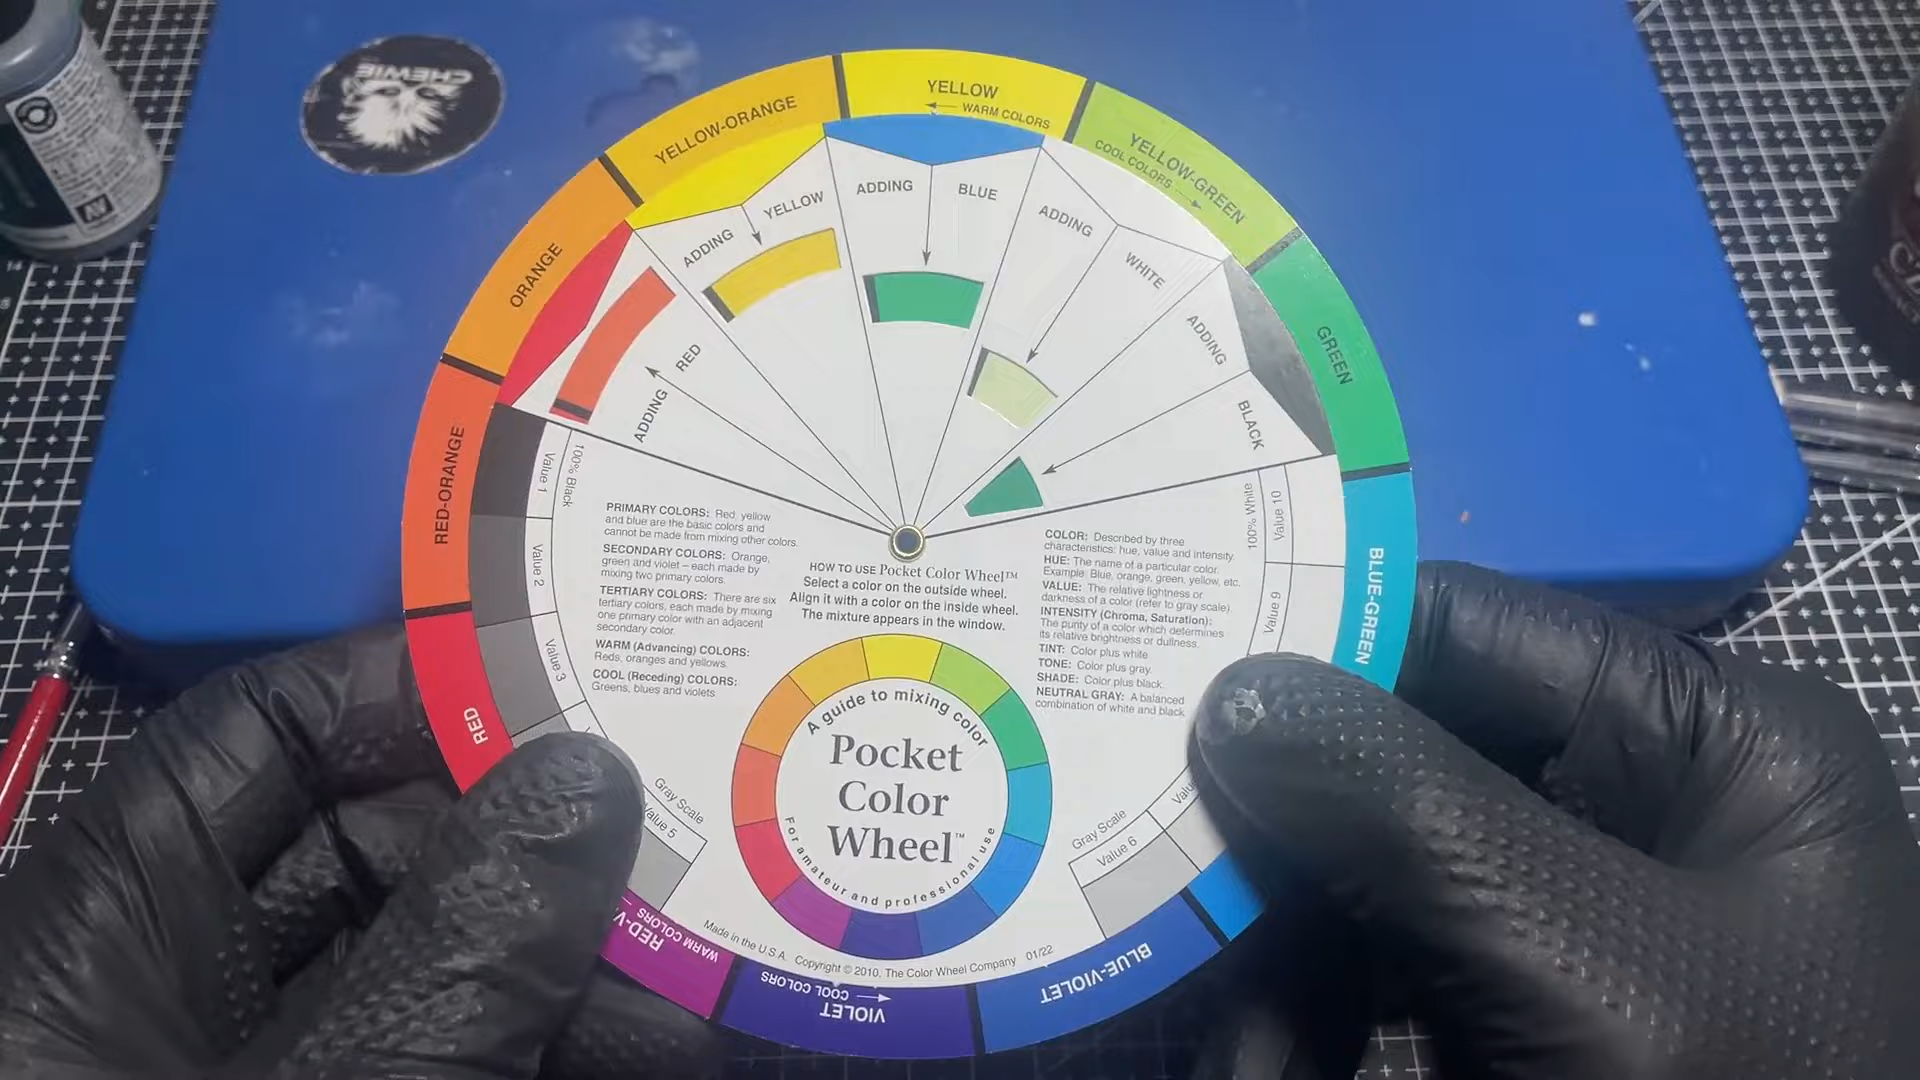 CHEWIE
YELLOW
WARM COLORS
YELLOW-ORANGE
YELLOW-GREEN
COOL COLORS
ORANGE
GREEN
RED-ORANGE
BLUE-GREEN
RED
ADDING YELLOW
ADDING BLUE
ADDING WHITE
ADDING BLACK
ADDING RED
100% Black
Value 1
Value 2
Value 3
Value 5
Gray Scale
100% White
Value 10
Value 9
Gray Scale
Value 6
PRIMARY COLORS: Red, yellow
and blue are the basic colors and
cannot be made from mixing other colors.
SECONDARY COLORS: Orange,
green and violet – each made by
mixing two primary colors.
TERTIARY COLORS: There are six
tertiary colors, each made by mixing
one primary color with an adjacent
secondary color.
WARM (Advancing) COLORS:
Reds, oranges and yellows.
COOL (Receding) COLORS:
Greens, blues and violets.
HOW TO USE Pocket Color Wheel™
Select a color on the outside wheel.
Align it with a color on the inside wheel.
The mixture appears in the window.
COLOR: Described by three
characteristics: hue, value and intensity.
HUE: The name of a particular color.
Example: Blue, orange, green, yellow, etc.
VALUE: The relative lightness or
darkness of a color (refer to gray scale).
INTENSITY (Chroma, Saturation):
The purity of a color which determines
its relative brightness or dullness.
TINT: Color plus white.
TONE: Color plus gray.
SHADE: Color plus black.
NEUTRAL GRAY: A balanced
combination of white and black.
A guide to mixing color
Pocket
Color
Wheel™
For amateur and professional use
Made in the U.S.A. Copyright © 2010, The Color Wheel Company 01/22
WARM COLORS
COOL COLORS
VIOLET
BLUE-VIOLET